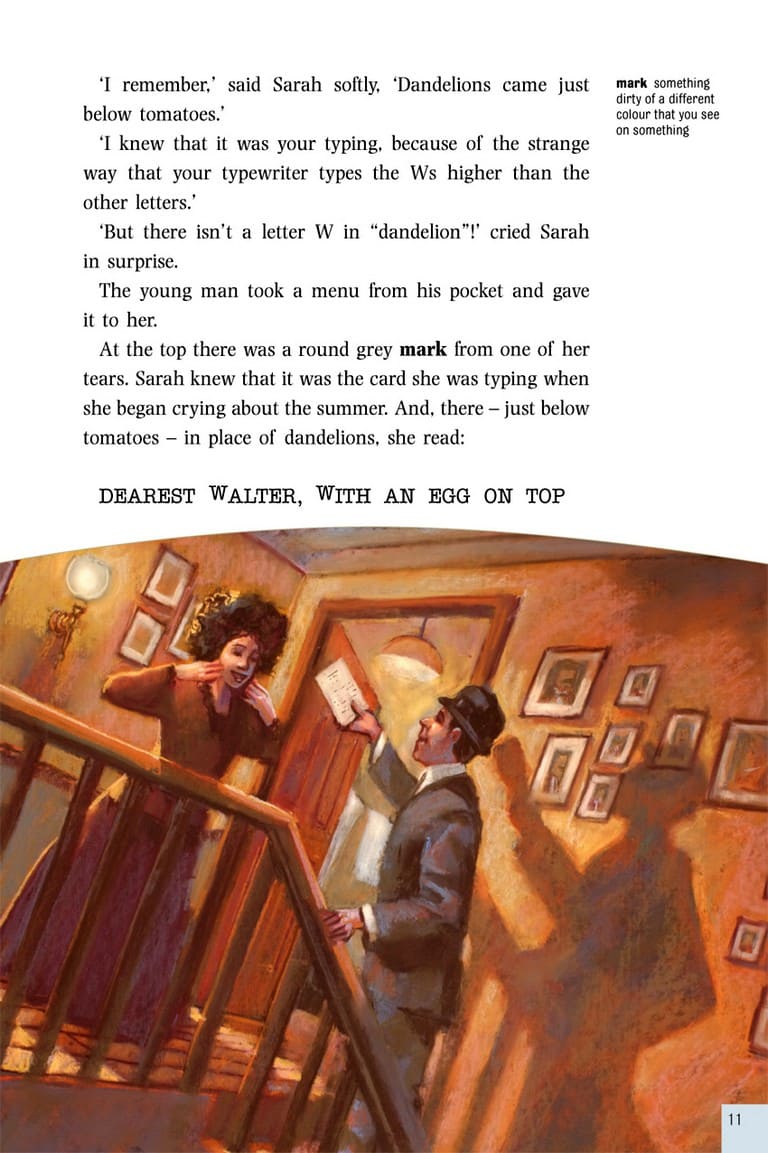 ‘I remember,’ said Sarah softly, ‘Dandelions came just
below tomatoes.’
‘I knew that it was your typing, because of the strange
way that your typewriter types the Ws higher than the
other letters.’
‘But there isn’t a letter W in “dandelion”!’ cried Sarah
in surprise.
The young man took a menu from his pocket and gave
it to her.
At the top there was a round grey mark from one of her
tears. Sarah knew that it was the card she was typing when
she began crying about the summer. And, there – just below
tomatoes – in place of dandelions, she read:
DEAREST WALTER, WITH AN EGG ON TOP
mark something
dirty of a different
colour that you see
on something
11